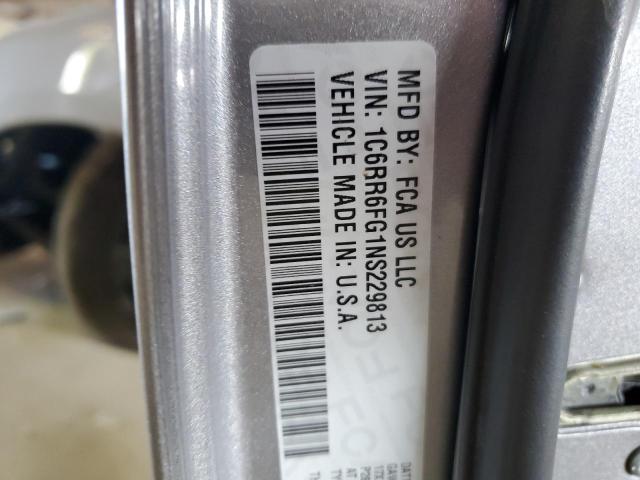 MFD BY: FCA US LLC
VIN: 1C6RR6FG1NS229813
VEHICLE MADE IN: U.S.A.